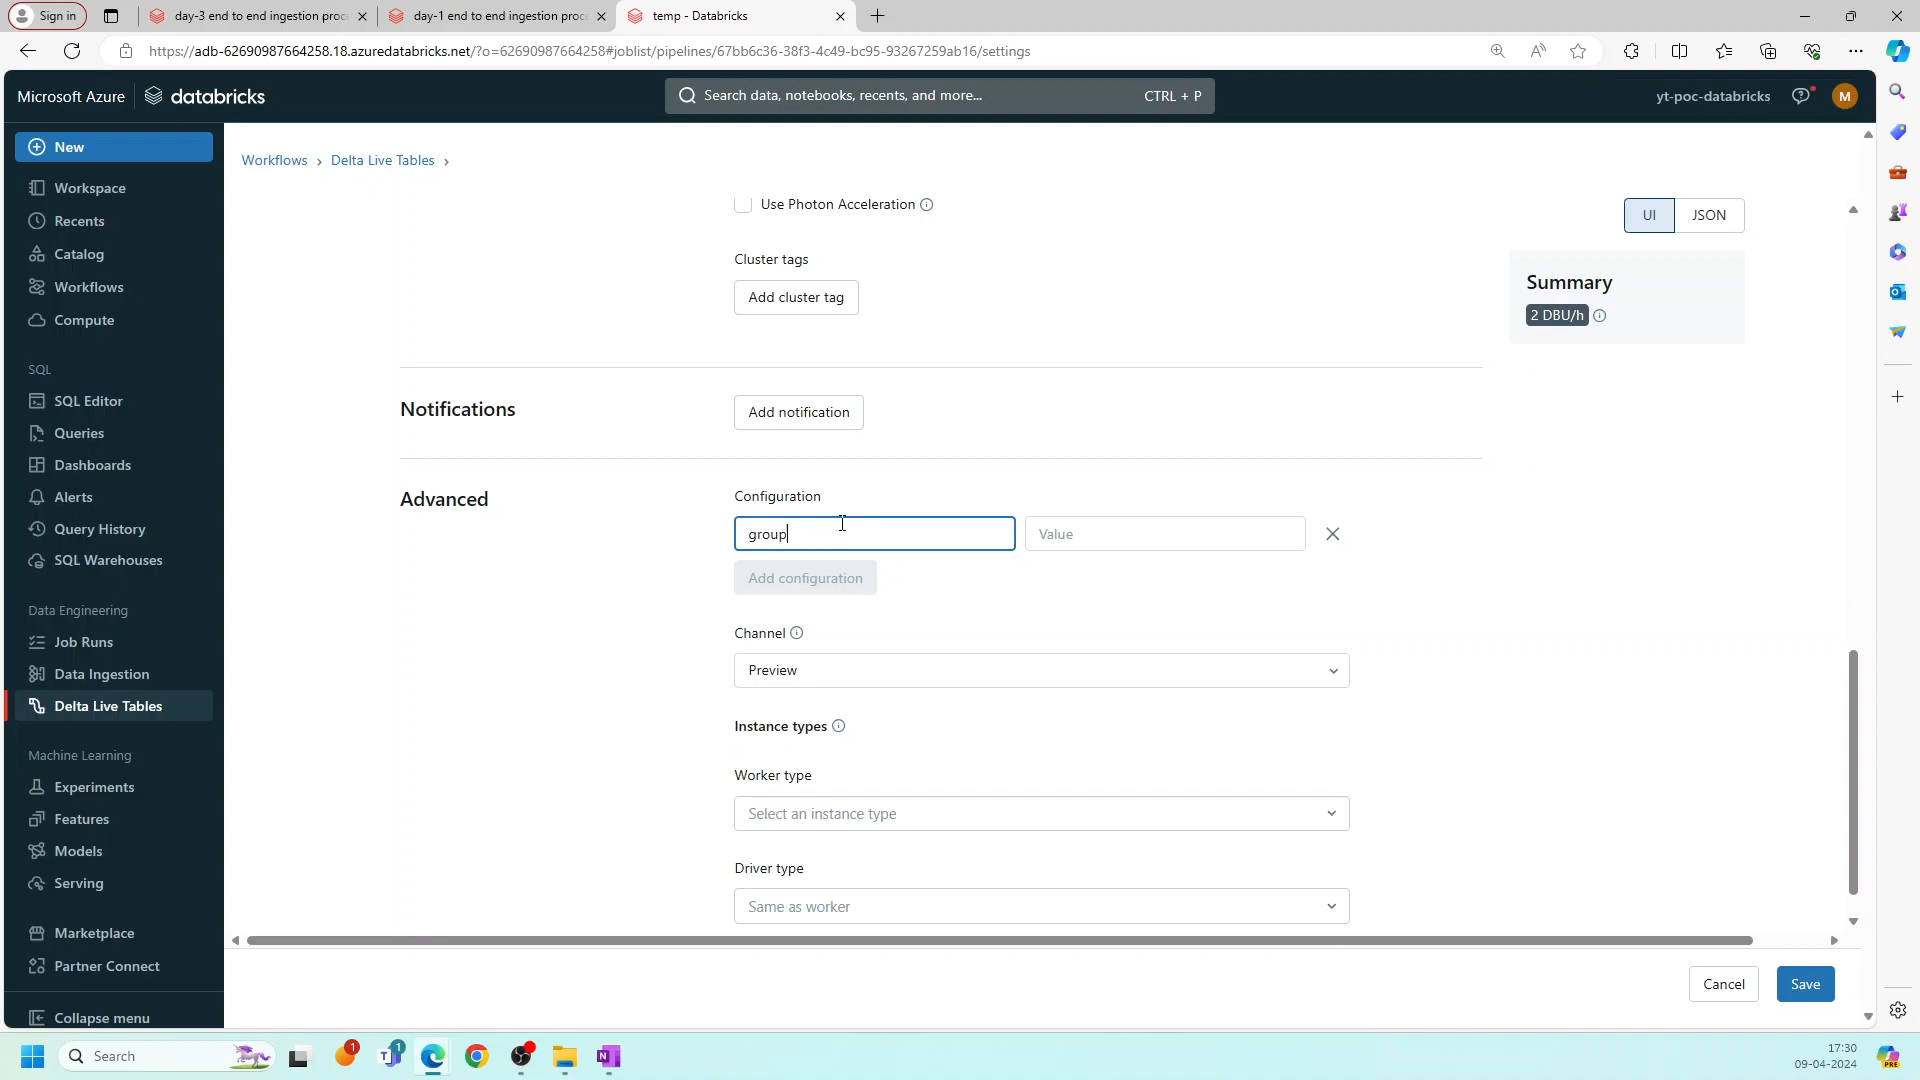 Sign in
day-3 end to end ingestion proc
day-1 end to end ingestion proc
temp - Databricks
https://adb-62690987664258.18.azuredatabricks.net/?o=62690987664258#joblist/pipelines/67bb6c36-38f3-4c49-bc95-93267259ab16/settings
Microsoft Azure
databricks
Search data, notebooks, recents, and more...
CTRL + P
yt-poc-databricks
M
New
Workspace
Recents
Catalog
Workflows
Compute
SQL
SQL Editor
Queries
Dashboards
Alerts
Query History
SQL Warehouses
Data Engineering
Job Runs
Data Ingestion
Delta Live Tables
Machine Learning
Experiments
Features
Models
Serving
Marketplace
Partner Connect
Collapse menu
Workflows › Delta Live Tables ›
Use Photon Acceleration
UI
JSON
Cluster tags
Add cluster tag
Summary
2 DBU/h
Notifications
Add notification
Advanced
Configuration
group
Value
Add configuration
Channel
Preview
Instance types
Worker type
Select an instance type
Driver type
Same as worker
Cancel
Save
Search
1
1
17:30
09-04-2024
PRE